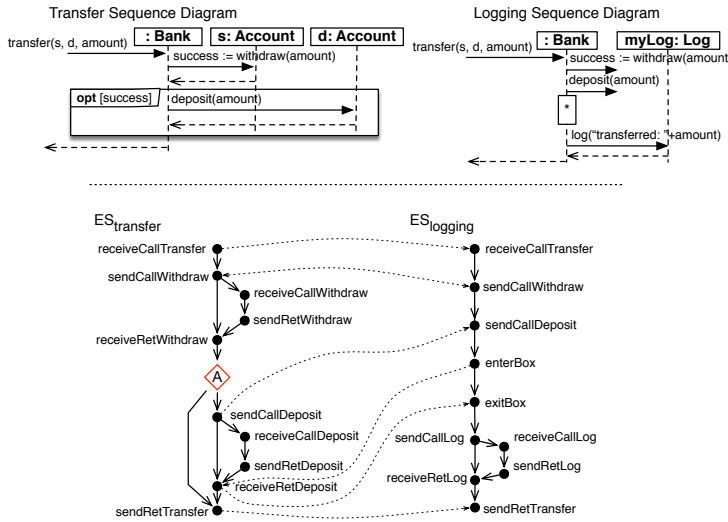 Transfer Sequence Diagram
Logging Sequence Diagram
: Bank
s: Account
d: Account
transfer(s, d, amount)
success := withdraw(amount)
opt [success]
deposit(amount)
: Bank
myLog: Log
transfer(s, d, amount)
success := withdraw(amount
deposit(amount)
*
log("transferred: "+amount)
ES transfer
receiveCallTransfer
sendCallWithdraw
receiveCallWithdraw
sendRetWithdraw
receiveRetWithdraw
A
sendCallDeposit
receiveCallDeposit
sendRetDeposit
receiveRetDeposit
sendRetTransfer
ES logging
receiveCallTransfer
sendCallWithdraw
sendCallDeposit
enterBox
exitBox
sendCallLog
receiveCallLog
sendRetLog
receiveRetLog
sendRetTransfer